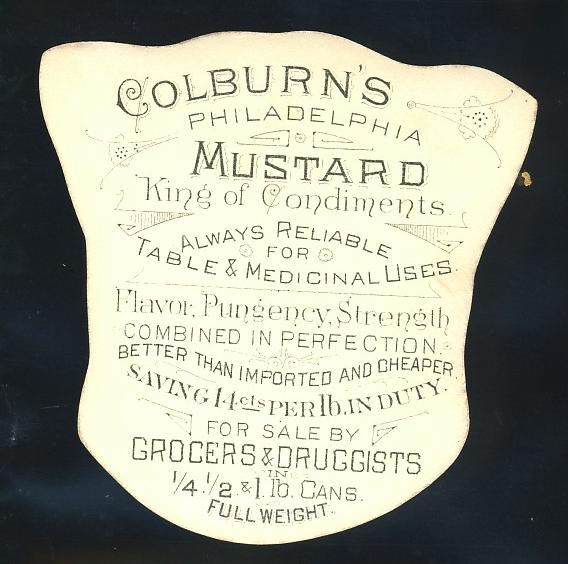 COLBURN'S
PHILADELPHIA
MUSTARD
King of Condiments.
ALWAYS RELIABLE
FOR
TABLE & MEDICINAL USES.
Flavor, Pungency, Strength
COMBINED IN PERFECTION.
BETTER THAN IMPORTED AND CHEAPER.
SAVING 14cts PER lb. IN DUTY.
FOR SALE BY
GROCERS & DRUGGISTS
IN
1/4. 1/2. & 1. lb. CANS.
FULL WEIGHT.